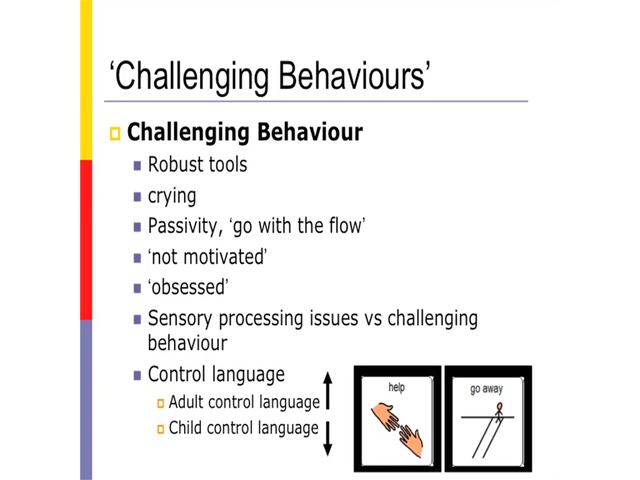 ‘Challenging Behaviours’
Challenging Behaviour
Robust tools
crying
Passivity, ‘go with the flow’
‘not motivated’
‘obsessed’
Sensory processing issues vs challenging
behaviour
Control language
Adult control language
Child control language
help
go away